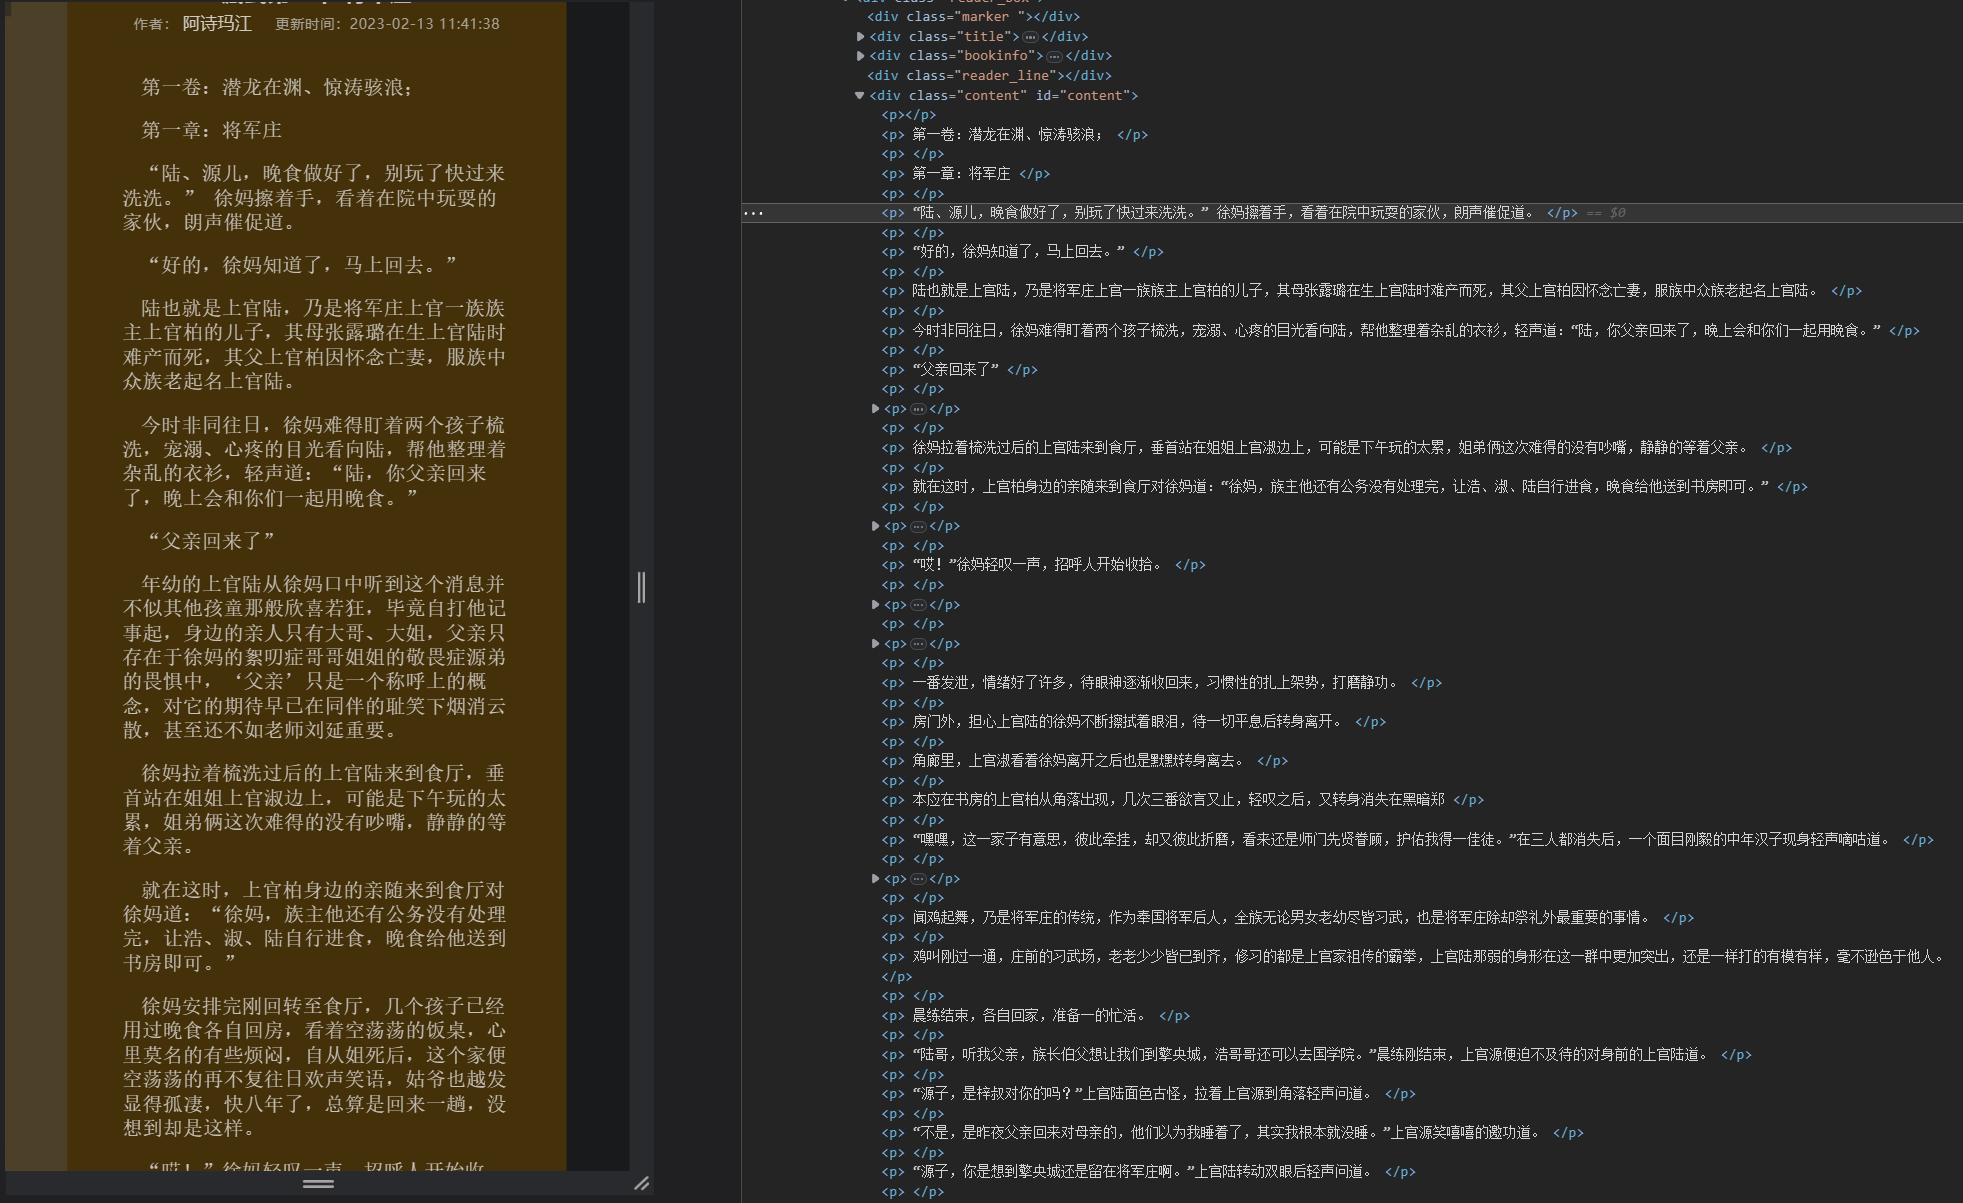 作者： 阿诗玛江 更新时间：2023-02-13 11:41:38
第一卷：潜龙在渊、惊涛骇浪；
第一章：将军庄
“陆、源儿，晚食做好了，别玩了快过来
洗洗。” 徐妈擦着手，看着在院中玩耍的
家伙，朗声催促道。
“好的，徐妈知道了，马上回去。”
陆也就是上官陆，乃是将军庄上官一族族
主上官柏的儿子，其母张露璐在生上官陆时
难产而死，其父上官柏因怀念亡妻，服族中
众族老起名上官陆。
今时非同往日，徐妈难得盯着两个孩子梳
洗，宠溺、心疼的目光看向陆，帮他整理着
杂乱的衣衫，轻声道：“陆，你父亲回来
了，晚上会和你们一起用晚食。”
“父亲回来了”
年幼的上官陆从徐妈口中听到这个消息并
不似其他孩童那般欣喜若狂，毕竟自打他记
事起，身边的亲人只有大哥、大姐，父亲只
存在于徐妈的絮叨症哥哥姐姐的敬畏症源弟
的畏惧中，‘父亲’只是一个称呼上的概
念，对它的期待早已在同伴的耻笑下烟消云
散，甚至还不如老师刘延重要。
徐妈拉着梳洗过后的上官陆来到食厅，垂
首站在姐姐上官淑边上，可能是下午玩的太
累，姐弟俩这次难得的没有吵嘴，静静的等
着父亲。
就在这时，上官柏身边的亲随来到食厅对
徐妈道：“徐妈，族主他还有公务没有处理
完，让浩、淑、陆自行进食，晚食给他送到
书房即可。”
徐妈安排完刚回转至食厅，几个孩子已经
用过晚食各自回房，看着空荡荡的饭桌，心
里莫名的有些烦闷，自从姐死后，这个家便
空荡荡的再不复往日欢声笑语，姑爷也越发
显得孤凄，快八年了，总算是回来一趟，没
想到却是这样。
“哎！”徐妈轻叹一声，招呼人开始收
<div class="marker "></div>
▶<div class="title">…</div>
▶<div class="bookinfo">…</div>
<div class="reader_line"></div>
▼<div class="content" id="content">
<p></p>
<p> 第一卷：潜龙在渊、惊涛骇浪； </p>
<p> </p>
<p> 第一章：将军庄 </p>
<p> </p>
... <p> “陆、源儿，晚食做好了，别玩了快过来洗洗。” 徐妈擦着手，看着在院中玩耍的家伙，朗声催促道。 </p> == $0
<p> </p>
<p> “好的，徐妈知道了，马上回去。” </p>
<p> </p>
<p> 陆也就是上官陆，乃是将军庄上官一族族主上官柏的儿子，其母张露璐在生上官陆时难产而死，其父上官柏因怀念亡妻，服族中众族老起名上官陆。 </p>
<p> </p>
<p> 今时非同往日，徐妈难得盯着两个孩子梳洗，宠溺、心疼的目光看向陆，帮他整理着杂乱的衣衫，轻声道：“陆，你父亲回来了，晚上会和你们一起用晚食。” </p>
<p> </p>
<p> “父亲回来了” </p>
<p> </p>
▶<p>…</p>
<p> </p>
<p> 徐妈拉着梳洗过后的上官陆来到食厅，垂首站在姐姐上官淑边上，可能是下午玩的太累，姐弟俩这次难得的没有吵嘴，静静的等着父亲。 </p>
<p> </p>
<p> 就在这时，上官柏身边的亲随来到食厅对徐妈道：“徐妈，族主他还有公务没有处理完，让浩、淑、陆自行进食，晚食给他送到书房即可。” </p>
<p> </p>
▶<p>…</p>
<p> </p>
<p> “哎！”徐妈轻叹一声，招呼人开始收拾。 </p>
<p> </p>
▶<p>…</p>
<p> </p>
▶<p>…</p>
<p> </p>
<p> 一番发泄，情绪好了许多，待眼神逐渐收回来，习惯性的扎上架势，打磨静功。 </p>
<p> </p>
<p> 房门外，担心上官陆的徐妈不断擦拭着眼泪，待一切平息后转身离开。 </p>
<p> </p>
<p> 角廊里，上官淑看着徐妈离开之后也是默默转身离去。 </p>
<p> </p>
<p> 本应在书房的上官柏从角落出现，几次三番欲言又止，轻叹之后，又转身消失在黑暗郑 </p>
<p> </p>
<p> “嘿嘿，这一家子有意思，彼此牵挂，却又彼此折磨，看来还是师门先贤眷顾，护佑我得一佳徒。”在三人都消失后，一个面目刚毅的中年汉子现身轻声嘀咕道。 </p>
<p> </p>
▶<p>…</p>
<p> </p>
<p> 闻鸡起舞，乃是将军庄的传统，作为奉国将军后人，全族无论男女老幼尽皆习武，也是将军庄除却祭礼外最重要的事情。 </p>
<p> </p>
<p> 鸡叫刚过一通，庄前的习武场，老老少少皆已到齐，修习的都是上官家祖传的霸拳，上官陆那弱的身形在这一群中更加突出，还是一样打的有模有样，毫不逊色于他人。
</p>
<p> </p>
<p> 晨练结束，各自回家，准备一的忙活。 </p>
<p> </p>
<p> “陆哥，听我父亲，族长伯父想让我们到擎央城，浩哥哥还可以去国学院。”晨练刚结束，上官源便迫不及待的对身前的上官陆道。 </p>
<p> </p>
<p> “源子，是梓叔对你的吗？”上官陆面色古怪，拉着上官源到角落轻声问道。 </p>
<p> </p>
<p> “不是，是昨夜父亲回来对母亲的，他们以为我睡着了，其实我根本就没睡。”上官源笑嘻嘻的邀功道。 </p>
<p> </p>
<p> “源子，你是想到擎央城还是留在将军庄啊。”上官陆转动双眼后轻声问道。 </p>
<p> </p>